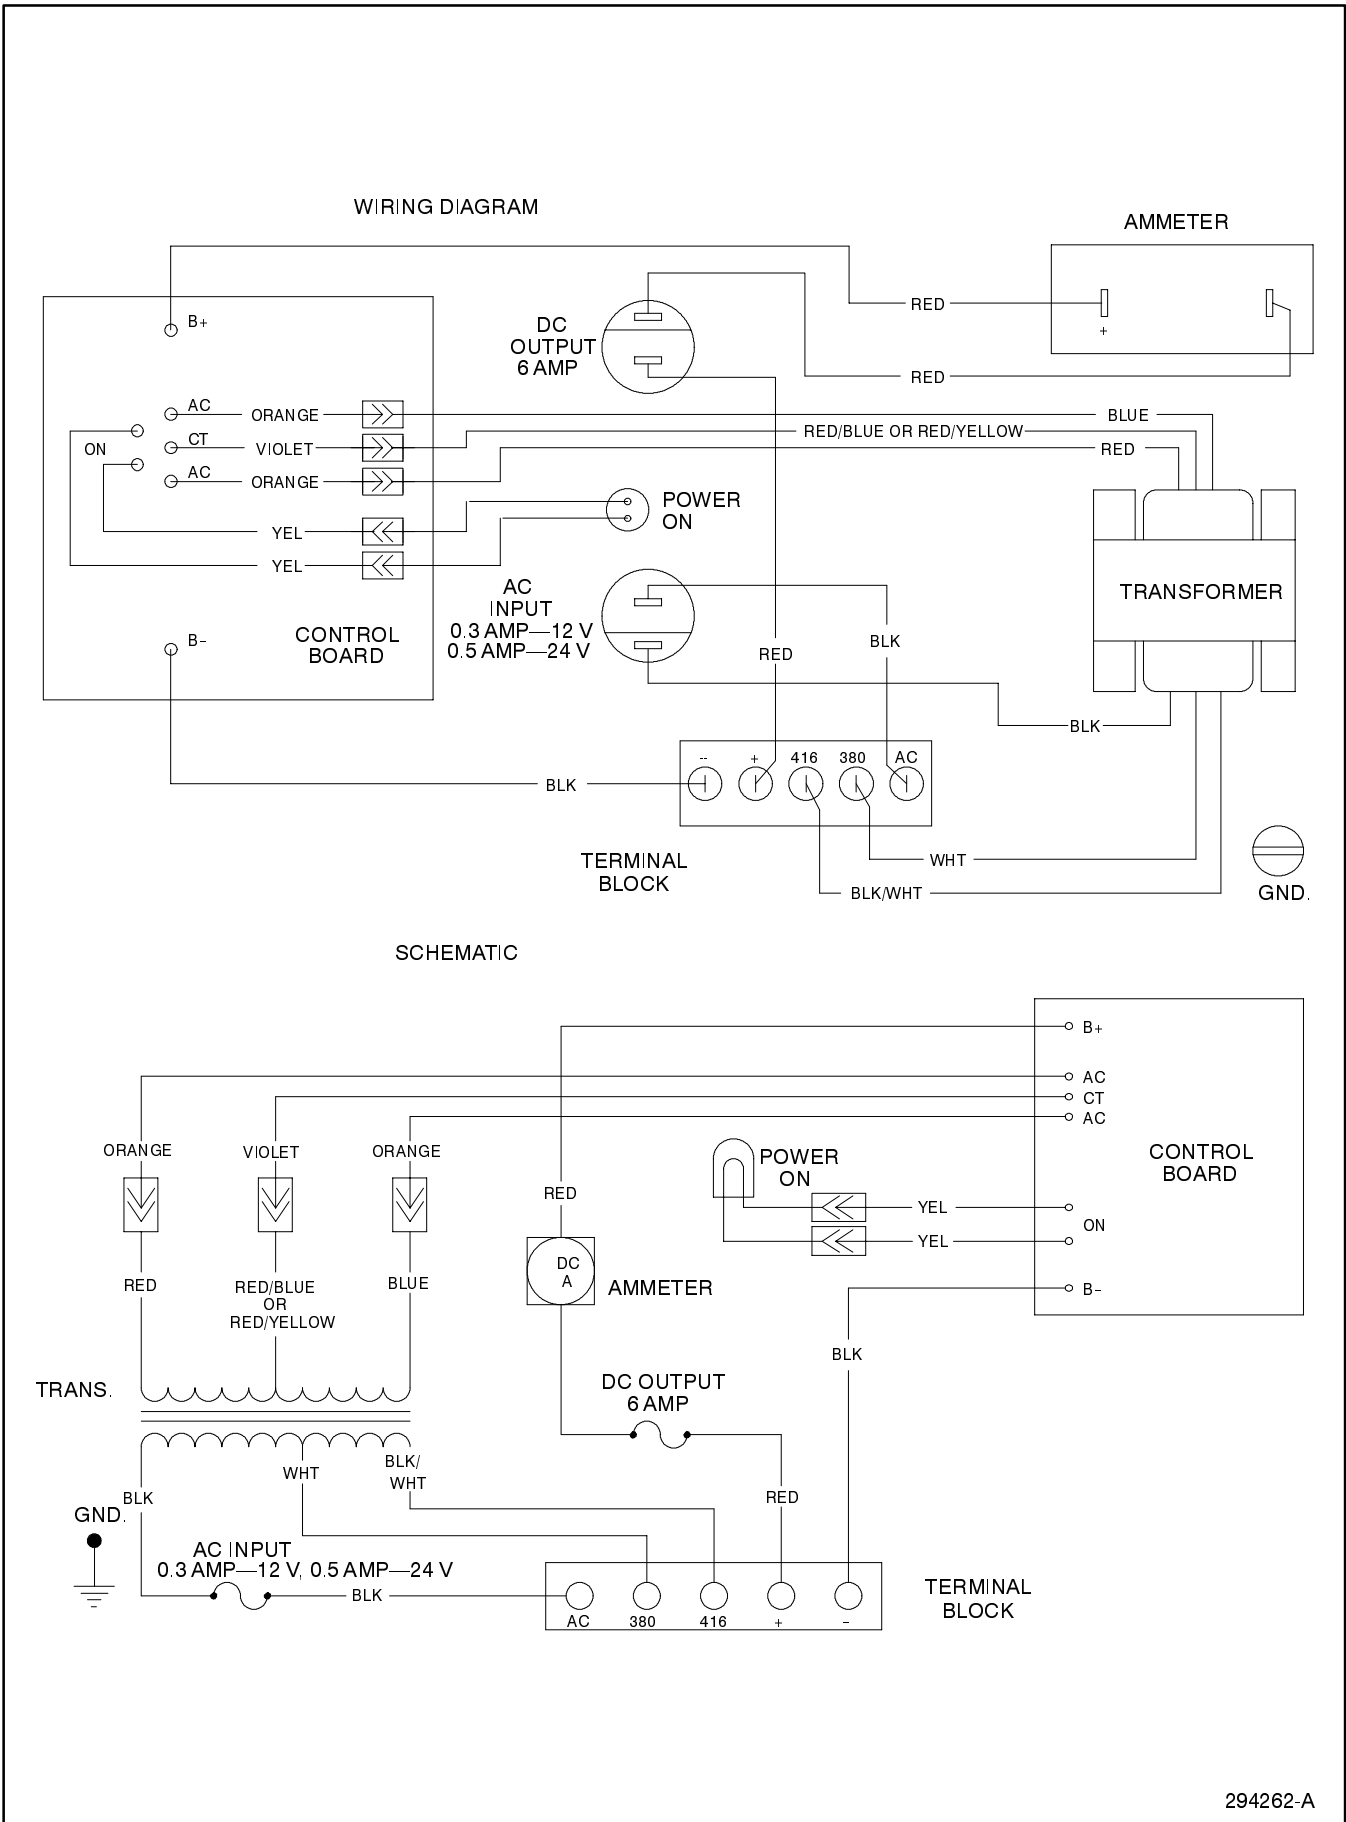 WIRING DIAGRAM
AMMETER
B+
DC
OUTPUT
6 AMP
RED
+
RED
AC
ORANGE
BLUE
CT
ON
VIOLET
RED/BLUE OR RED/YELLOW
RED
AC
ORANGE
POWER
ON
YEL
YEL
AC
INPUT
0.3 AMP—12 V
0.5 AMP—24 V
TRANSFORMER
B–
CONTROL
BOARD
RED
BLK
BLK
-- + 416 380 AC
BLK
TERMINAL
BLOCK
WHT
BLK/WHT
GND.
SCHEMATIC
B+
AC
CT
AC
ORANGE
VIOLET
ORANGE
POWER
ON
CONTROL
BOARD
RED
YEL
ON
YEL
DC
A
AMMETER
RED
RED/BLUE
OR
RED/YELLOW
BLUE
B–
BLK
TRANS.
DC OUTPUT
6 AMP
WHT
BLK/
WHT
BLK
RED
GND.
AC INPUT
0.3 AMP—12 V, 0.5 AMP—24 V
BLK
TERMINAL
BLOCK
AC 380 416 + –
294262-A